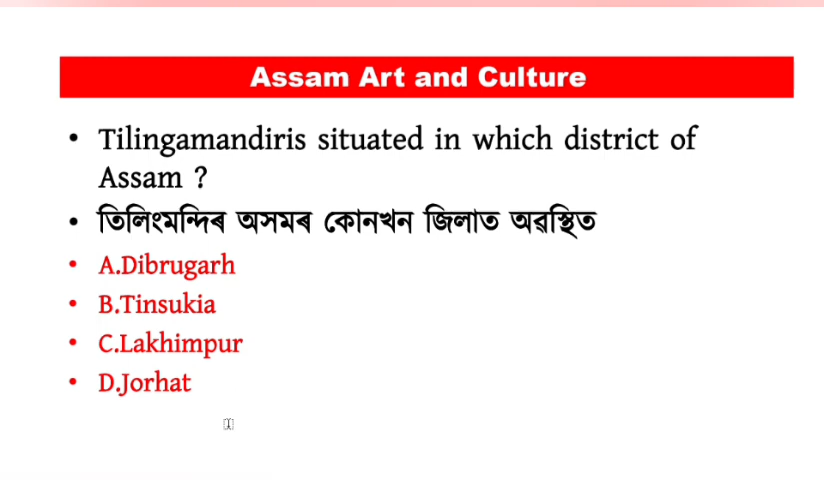 Assam Art and Culture
• Tilingamandiris situated in which district of
Assam ?
• তিলিংমন্দিৰ অসমৰ কোনখন জিলাত অৱস্থিত
• A.Dibrugarh
• B.Tinsukia
• C.Lakhimpur
• D.Jorhat